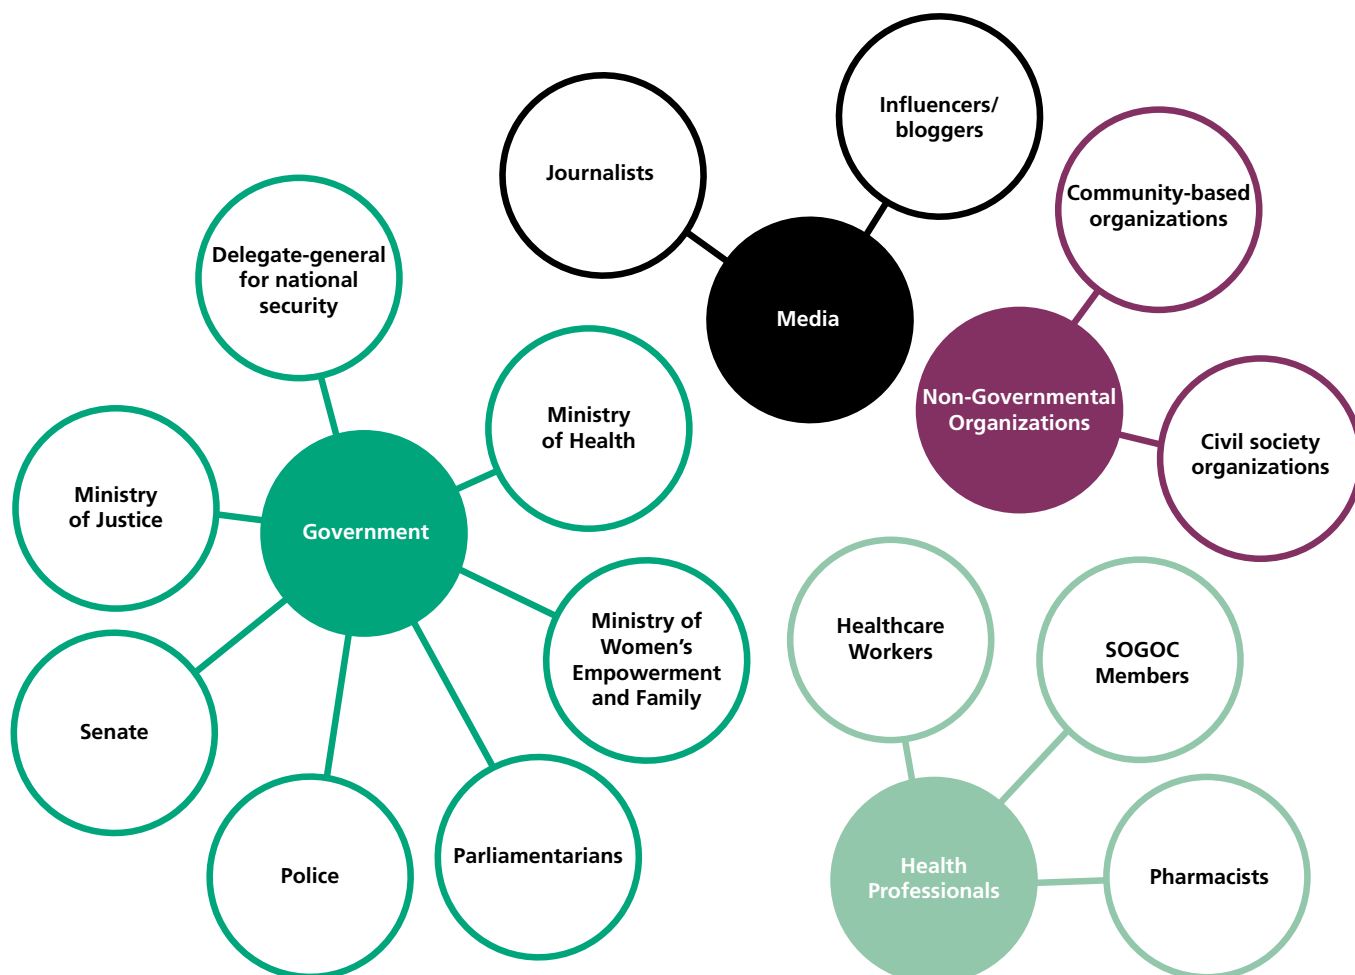 Influencers/
bloggers
Journalists
Community-based
organizations
Delegate-general
for national
security
Media
Non-Governmental
Organizations
Ministry
of Health
Civil society
organizations
Ministry
of Justice
Government
Ministry of
Women's
Empowerment
and Family
Healthcare
Workers
SOGOC
Members
Senate
Parliamentarians
Police
Health
Professionals
Pharmacists